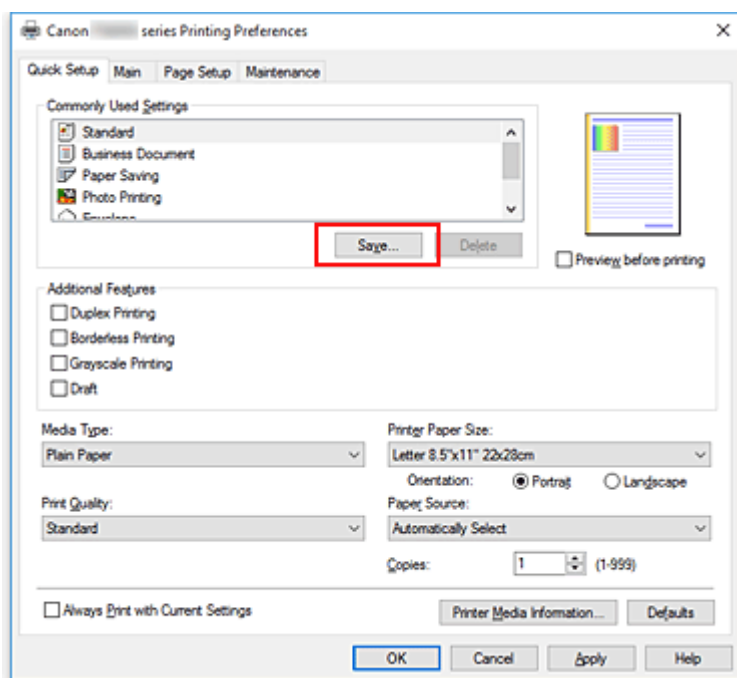 Canon series Printing Preferences
Quick Setup Main Page Setup Maintenance
Commonly Used Settings
Standard
Business Document
Paper Saving
Photo Printing
Envelope
Save... Delete
Preview before printing
Additional Features
Duplex Printing
Borderless Printing
Grayscale Printing
Draft
Media Type: Printer Paper Size:
Plain Paper Letter 8.5"x11" 22x28cm
Orientation: Portrait Landscape
Print Quality: Paper Source:
Standard Automatically Select
Copies: 1 (1-999)
Always Print with Current Settings Printer Media Information... Defaults
OK Cancel Apply Help